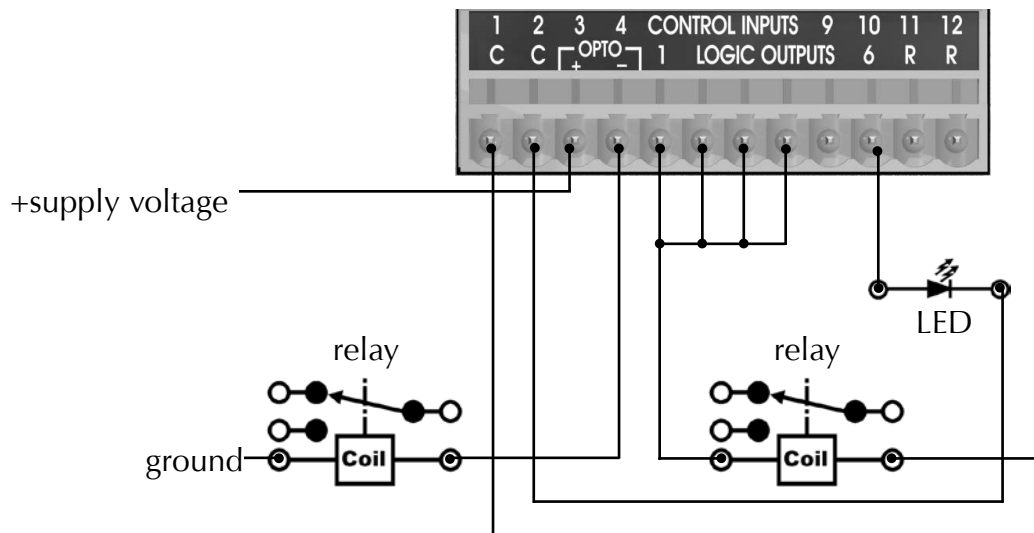 1 2 3 4 CONTROL INPUTS 9 10 11 12
C C OPTO 1 LOGIC OUTPUTS 6 R R
+ –
+supply voltage
LED
relay relay
ground Coil Coil